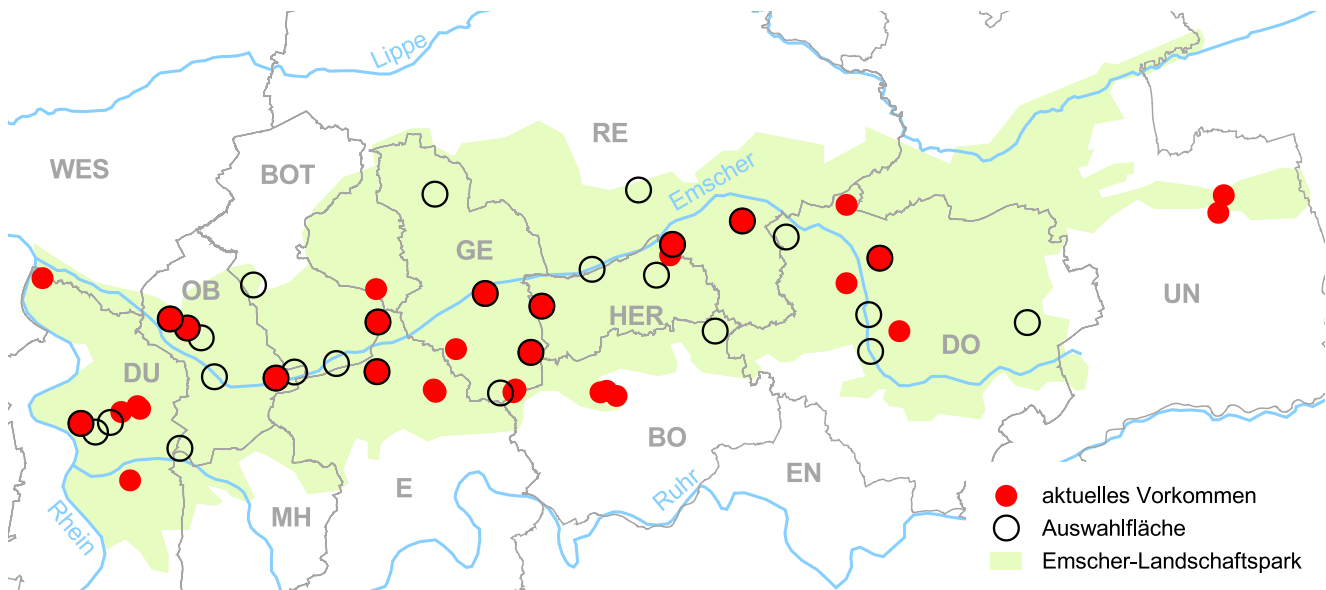 Lippe
RE
WES
BOT
Emscher
GE
OB
UN
HER
DO
DU
BO
EN
E
Ruhr
Rhein
MH
aktuelles Vorkommen
Auswahlfläche
Emscher-Landschaftspark